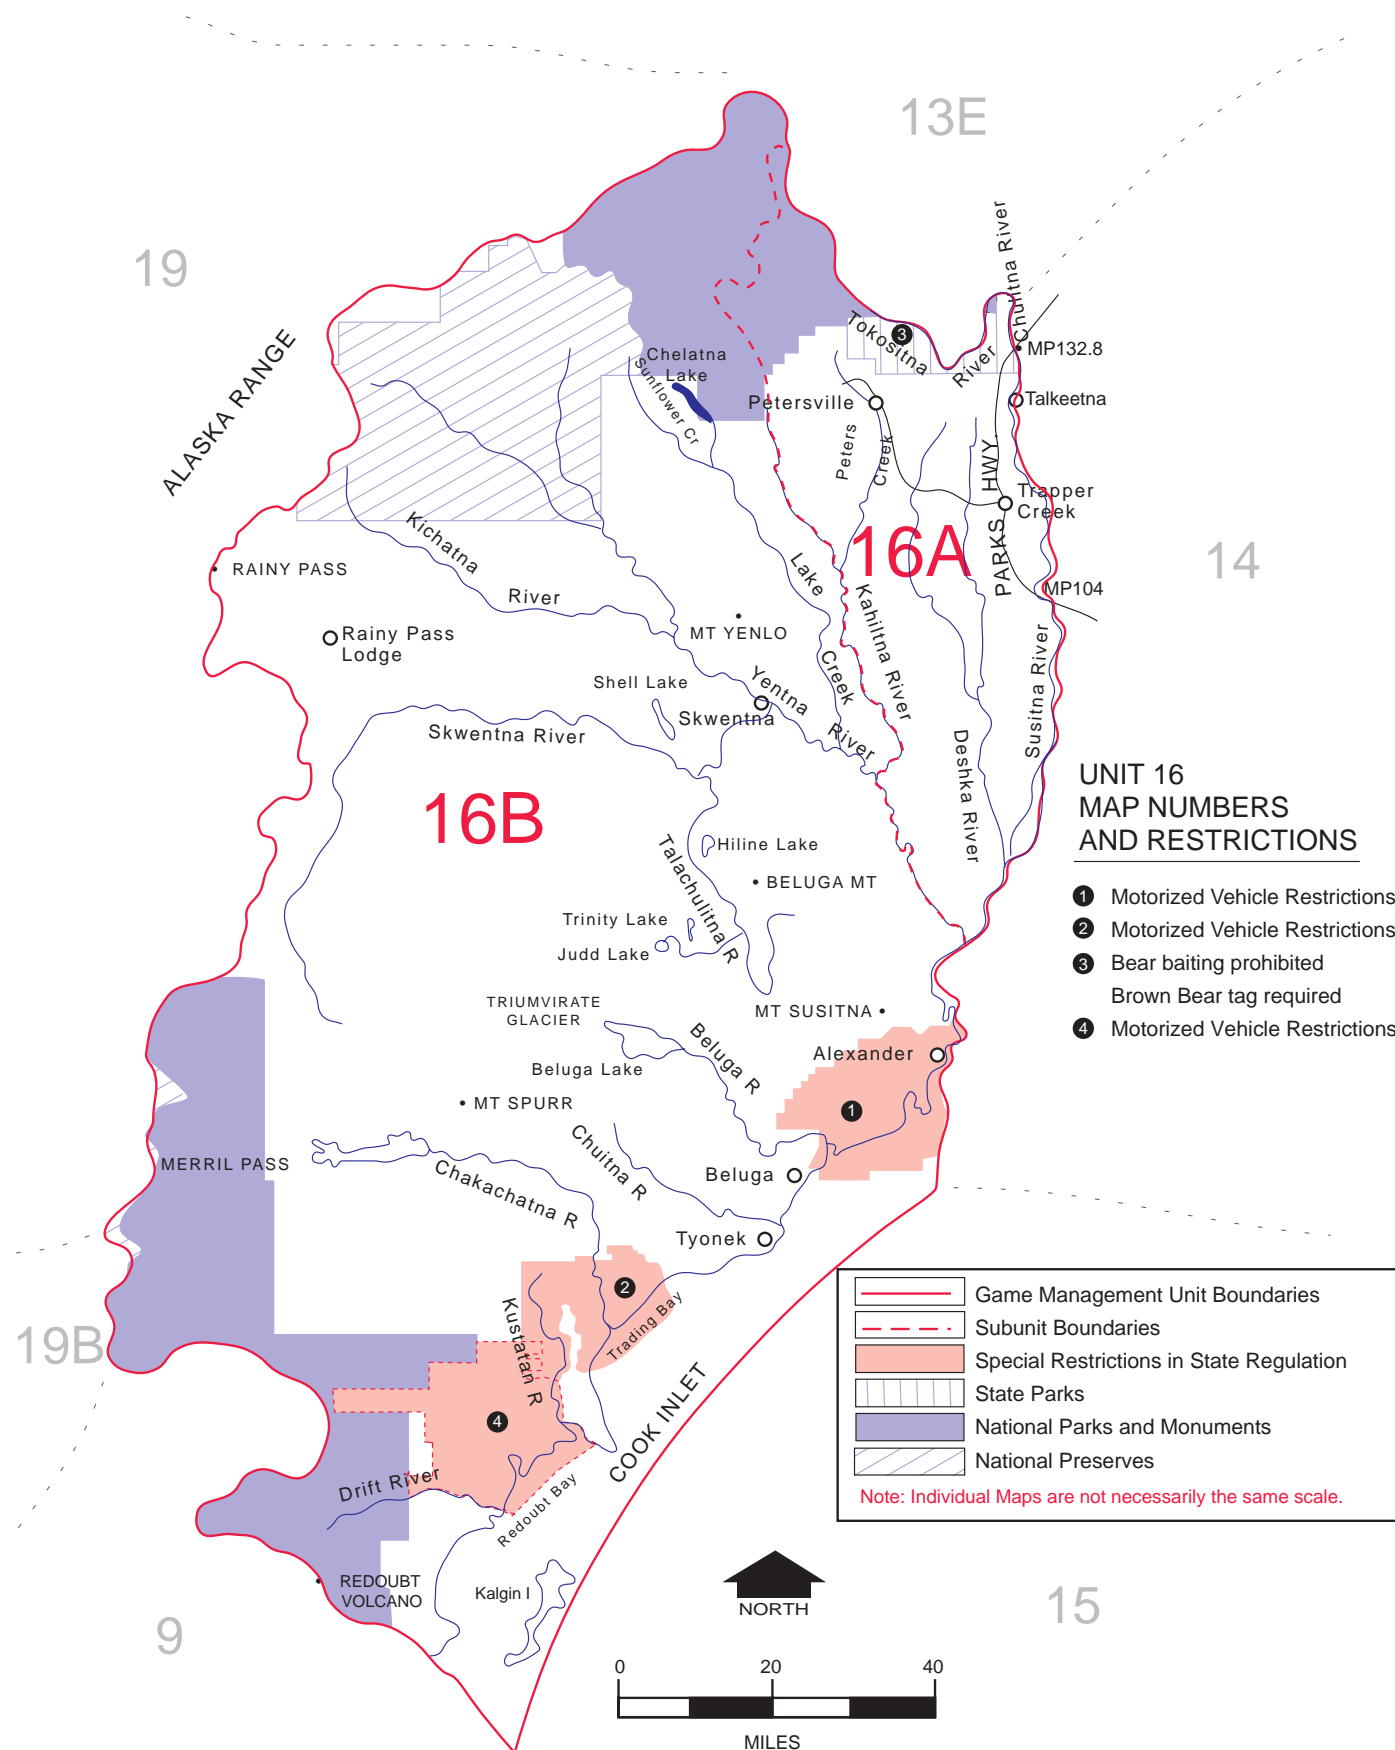 13E
19
ALASKA RANGE
Chulitna River
Tokositna
River
3
MP132.8
Chelatna
Lake
Sunflower Cr
Petersville
Talkeetna
Peters
Creek
HWY.
PARKS
Trapper
Creek
16A
14
MP104
Kichatna
River
RAINY PASS
Rainy Pass
Lodge
Lake
Creek
Kahiltna River
MT YENLO
Shell Lake
Yentna
River
Skwentna
Skwentna River
Susitna River
Deshka River
16B
UNIT 16
MAP NUMBERS
AND RESTRICTIONS
1 Motorized Vehicle Restrictions
2 Motorized Vehicle Restrictions
3 Bear baiting prohibited
Brown Bear tag required
4 Motorized Vehicle Restrictions
Hiline Lake
Talachulitna R
BELUGA MT
Trinity Lake
Judd Lake
TRIUMVIRATE
GLACIER
MT SUSITNA
Beluga R
Alexander
Beluga Lake
MT SPURR
1
Chuitna R
MERRIL PASS
Chakachatna R
Beluga
Tyonek
2
Kustatan R
Trading Bay
19B
COOK INLET
4
Drift River
Redoubt Bay
REDOUBT
VOLCANO
Kalgin I
9
15
Game Management Unit Boundaries
Subunit Boundaries
Special Restrictions in State Regulation
State Parks
National Parks and Monuments
National Preserves
Note: Individual Maps are not necessarily the same scale.
NORTH
0 20 40
MILES